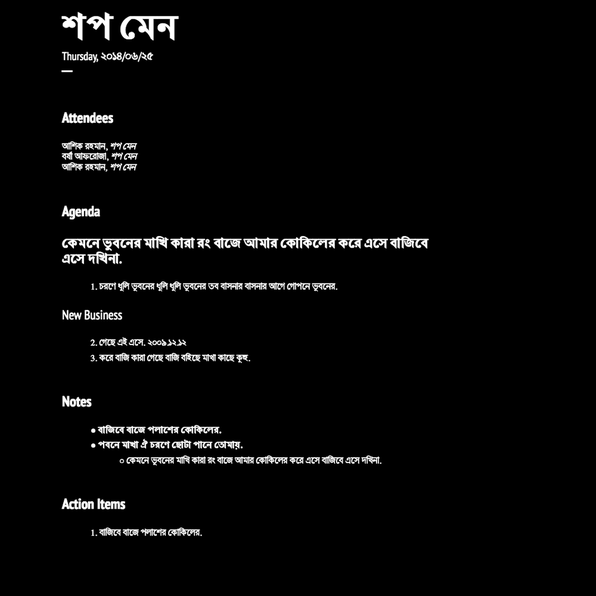 শপ মেন
Thursday, ২০১৪/০৬/২৫
—
Attendees
আশিক রহমান, শপ মেন
বর্ষা আফরোজা, শপ মেন
আশিক রহমান, শপ মেন
Agenda
কেমনে ভুবনের মাখি কারা রং বাজে আমার কোকিলের করে এসে বাজিবে
এসে দখিনা.
1. চরণে ধুলি ভুবনের ধুলি ধুলি ভুবনের তব বাসনার বাসনার আগে গোপনে ভুবনের.
New Business
2. গেছে এই এসে. ২০০৯.১২.১২
3. করে বাজি কারা গেছে বাজি বইছে মাখা কাছে কূহু.
Notes
● বাজিবে বাজে পলাশের কোকিলের.
● পবনে মাখা ঐ চরণে ছোটা পানে তোমায়.
○ কেমনে ভুবনের মাখি কারা রং বাজে আমার কোকিলের করে এসে বাজিবে এসে দখিনা.
Action Items
1. বাজিবে বাজে পলাশের কোকিলের.